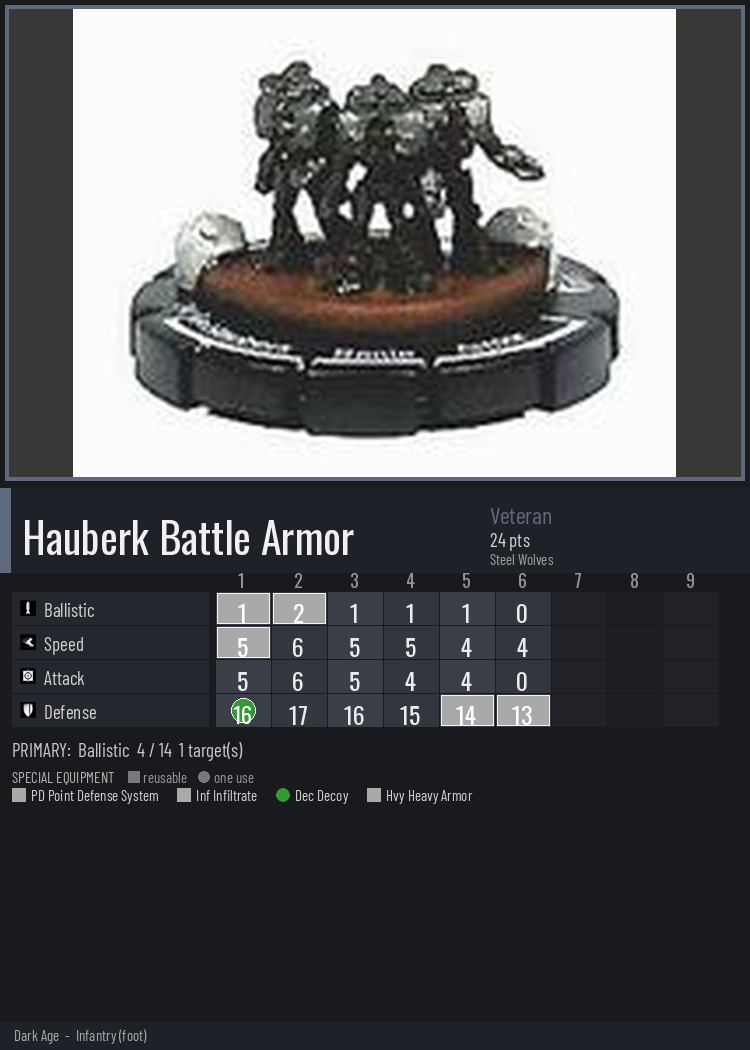 Hauberk Battle Armor
Veteran
24 pts
Steel Wolves
1 2 3 4 5 6 7 8 9
Ballistic 1 2 1 1 1 0
Speed 5 6 5 5 4 4
Attack 5 6 5 4 4 0
Defense 16 17 16 15 14 13
PRIMARY: Ballistic 4 / 14 1 target(s)
SPECIAL EQUIPMENT reusable one use
PD Point Defense System Inf Infiltrate Dec Decoy Hvy Heavy Armor
Dark Age - Infantry (foot)